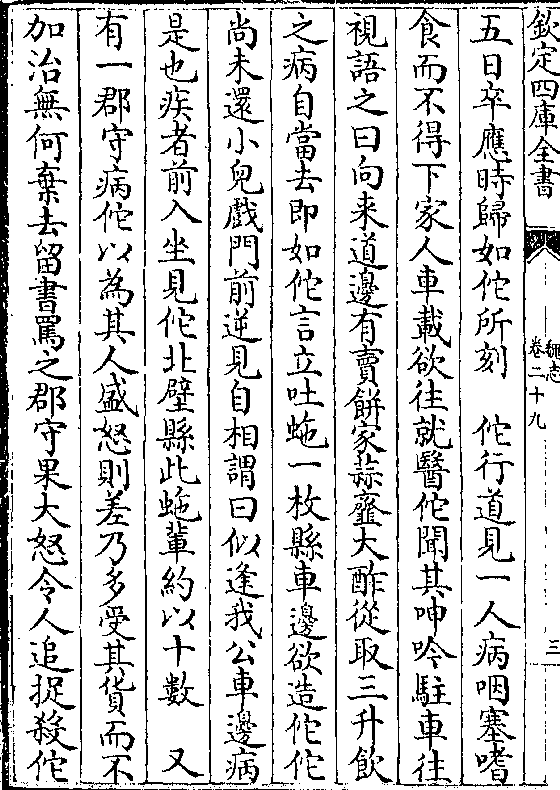 欽定四庫全書
魏志
卷二十九
三
五日卒應時歸如佗所刻　佗行道見一人病咽塞嗜
食而不得下家人車載欲往就醫佗聞其呻吟駐車往
視語之曰向来道邊有賣餅家蒜韲大酢從取三升飲
之病自當去即如佗言立吐虵一枚縣車邊欲造佗佗
尚未還小兒戲門前逆見自相謂曰似逢我公車邊病
是也疾者前入坐見佗北壁縣此虵輩約以十數　又
有一郡守病佗以為其人盛怒則差乃多受其貨而不
加治無何棄去留書罵之郡守果大怒令人追捉殺佗